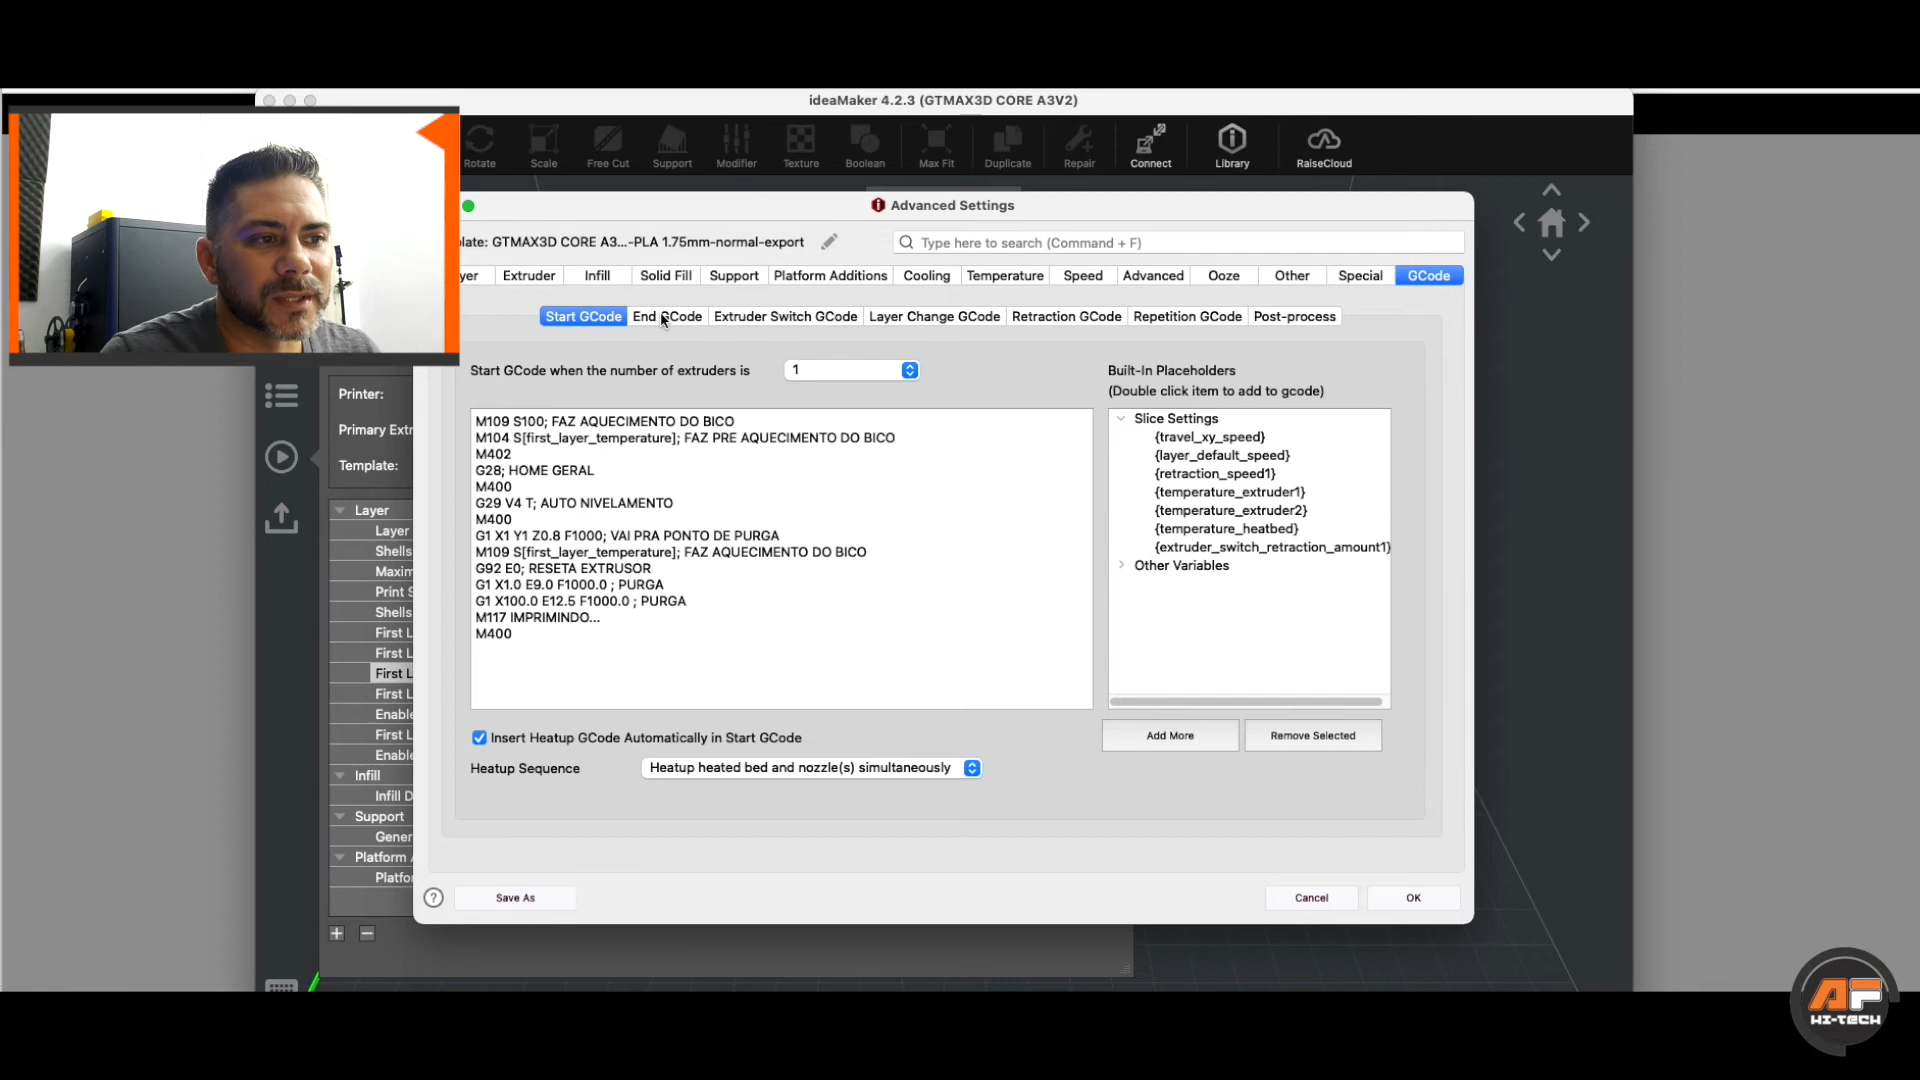 ideaMaker 4.2.3 (GTMAX3D CORE A3V2)
Rotate Scale Free Cut Support Modifier Texture Boolean Max Fit Duplicate Repair Connect Library RaiseCloud
Advanced Settings
late: GTMAX3D CORE A3...-PLA 1.75mm-normal-export
Type here to search (Command + F)
yer Extruder Infill Solid Fill Support Platform Additions Cooling Temperature Speed Advanced Ooze Other Special GCode
Start GCode End GCode Extruder Switch GCode Layer Change GCode Retraction GCode Repetition GCode Post-process
Start GCode when the number of extruders is 1
Built-In Placeholders
(Double click item to add to gcode)
M109 S100; FAZ AQUECIMENTO DO BICO
M104 S[first_layer_temperature]; FAZ PRE AQUECIMENTO DO BICO
M402
G28; HOME GERAL
M400
G29 V4 T; AUTO NIVELAMENTO
M400
G1 X1 Y1 Z0.8 F1000; VAI PRA PONTO DE PURGA
M109 S[first_layer_temperature]; FAZ AQUECIMENTO DO BICO
G92 E0; RESETA EXTRUSOR
G1 X1.0 E9.0 F1000.0 ; PURGA
G1 X100.0 E12.5 F1000.0 ; PURGA
M117 IMPRIMINDO...
M400
Slice Settings
{travel_xy_speed}
{layer_default_speed}
{retraction_speed1}
{temperature_extruder1}
{temperature_extruder2}
{temperature_heatbed}
{extruder_switch_retraction_amount1}
Other Variables
Add More Remove Selected
Insert Heatup GCode Automatically in Start GCode
Heatup Sequence Heatup heated bed and nozzle(s) simultaneously
? Save As Cancel OK
Printer:
Primary Extr
Template:
Layer
Layer
Shells
Maxim
Print S
Shells
First L
First L
First L
First L
Enable
First L
Enable
Infill
Infill D
Support
Gener
Platform A
Platfo
AF
HI-TECH